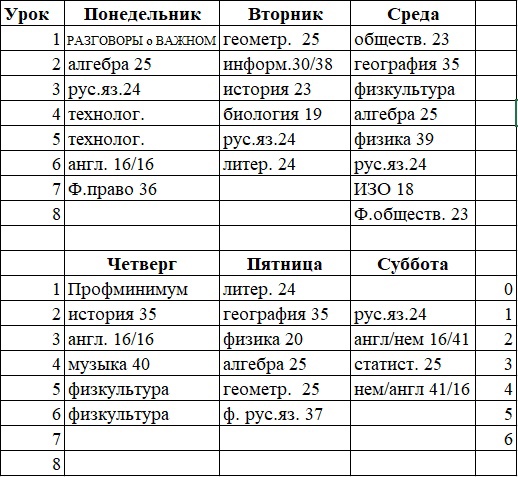 Урок Понедельник Вторник Среда
1 РАЗГОВОРЫ о ВАЖНОМ геометр. 25 обществ. 23
2 алгебра 25 информ.30/38 география 35
3 рус.яз.24 история 23 физкультура
4 технолог. биология 19 алгебра 25
5 технолог. рус.яз.24 физика 39
6 англ. 16/16 литер. 24 рус.яз.24
7 Ф.право 36 ИЗО 18
8 Ф.обществ. 23
Четверг Пятница Суббота
1 Профминимум литер. 24 0
2 история 35 география 35 рус.яз.24 1
3 англ. 16/16 физика 20 англ/нем 16/41 2
4 музыка 40 алгебра 25 статист. 25 3
5 физкультура геометр. 25 нем/англ 41/16 4
6 физкультура ф. рус.яз. 37 5
7 6
8